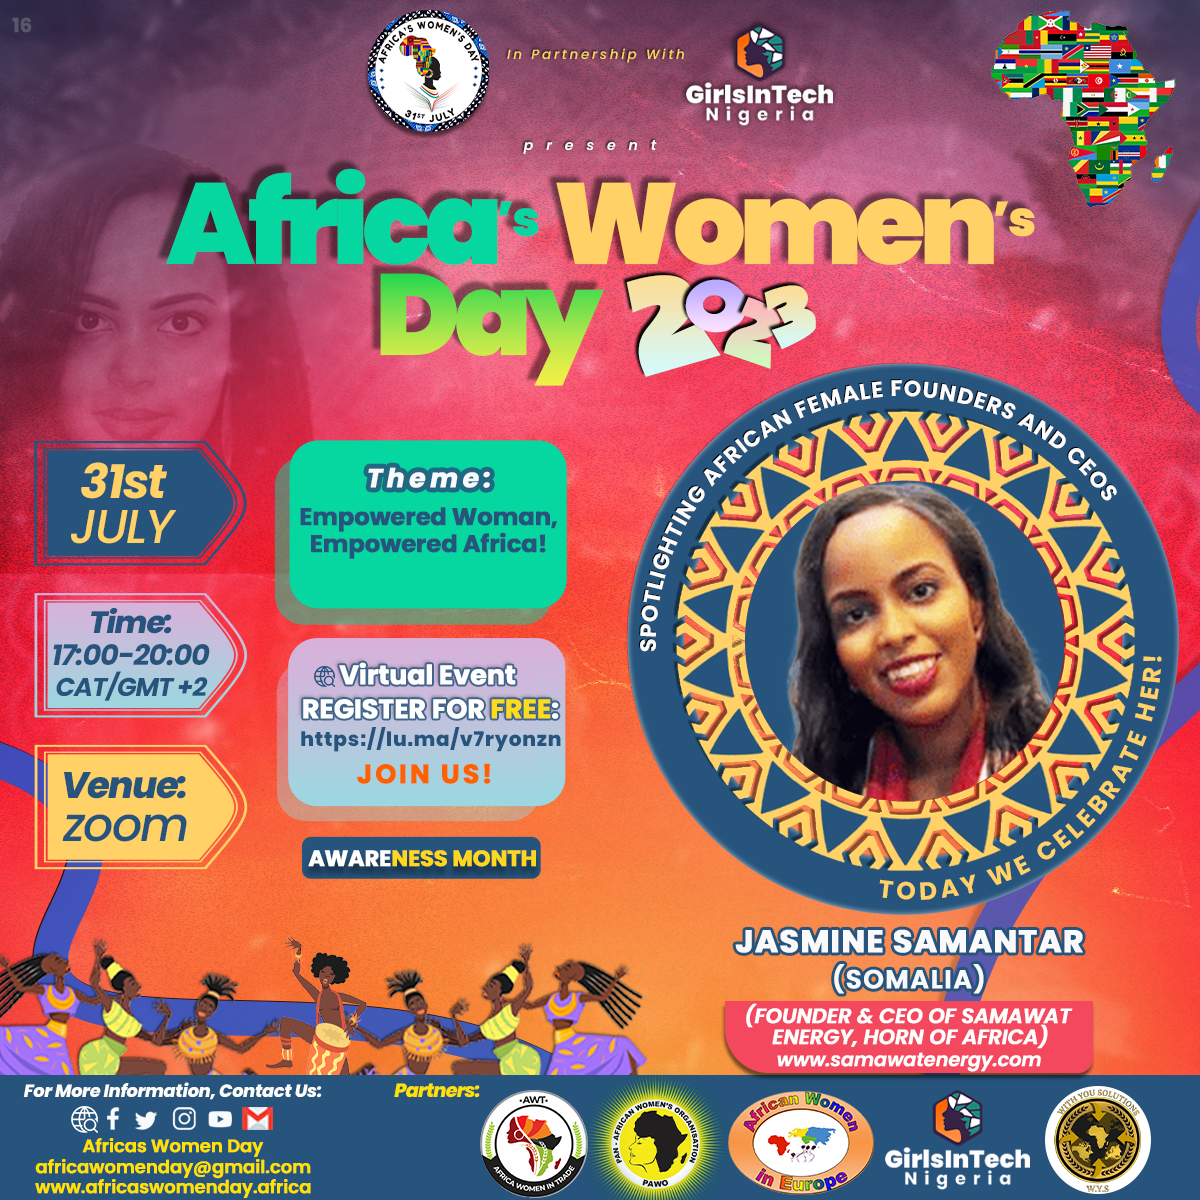 16
AFRICA'S WOMEN'S DAY
31ST JULY
In Partnership With
GirlsInTech
Nigeria
present
Africa's Women's
Day 2023
SPOTLIGHTING AFRICAN FEMALE FOUNDERS AND CEOS
31st
JULY
Theme:
Empowered Woman,
Empowered Africa!
Time:
17:00-20:00
CAT/GMT +2
Virtual Event
REGISTER FOR FREE:
https://lu.ma/v7ryonzn
JOIN US!
Venue:
zoom
AWARENESS MONTH
TODAY WE CELEBRATE HER!
JASMINE SAMANTAR
(SOMALIA)
(FOUNDER & CEO OF SAMAWAT
ENERGY, HORN OF AFRICA)
www.samawatenergy.com
For More Information, Contact Us:
Africas Women Day
africawomenday@gmail.com
www.africaswomenday.africa
Partners:
AWT
AFRICA WOMEN IN TRADE
PAN - AFRICAN WOMEN'S ORGANISATION
PAWO
African Women
in Europe
GirlsInTech
Nigeria
WITH YOU SOLUTIONS
W.Y.S